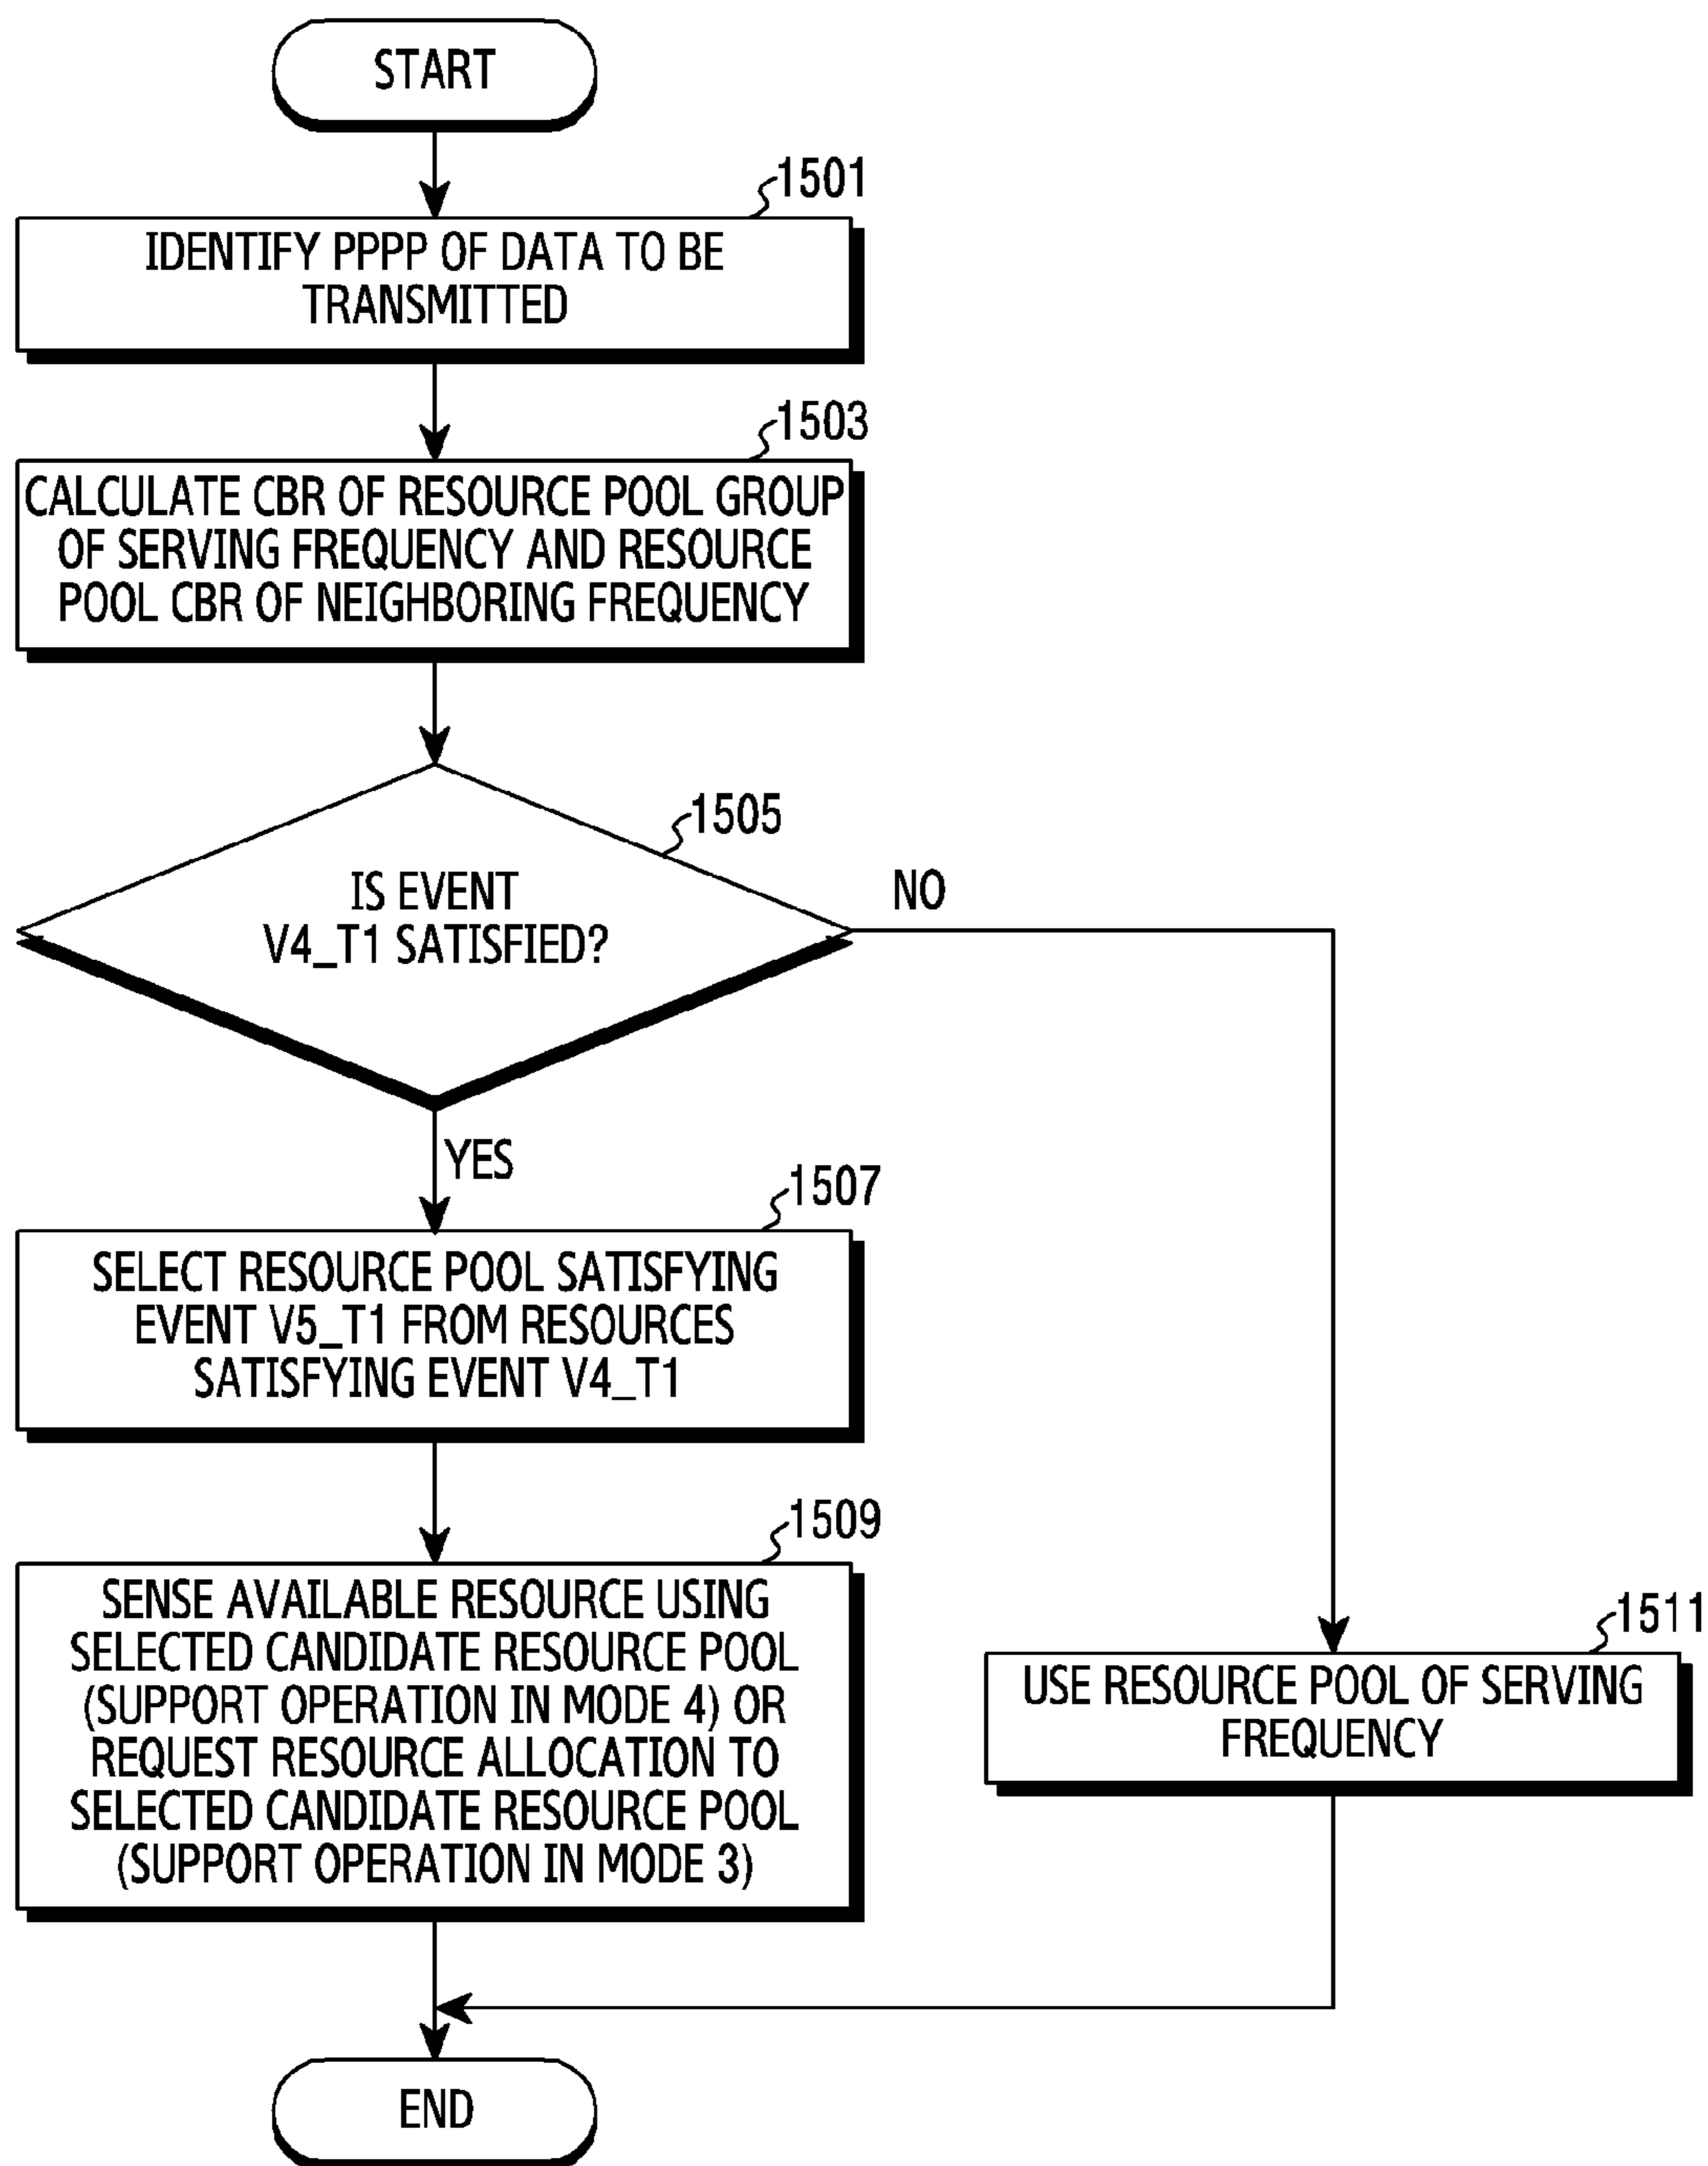 START
1501
IDENTIFY PPPP OF DATA TO BE
TRANSMITTED
1503
CALCULATE CBR OF RESOURCE POOL GROUP
OF SERVING FREQUENCY AND RESOURCE
POOL CBR OF NEIGHBORING FREQUENCY
1505
IS EVENT
V4_T1 SATISFIED?
NO
YES
1507
SELECT RESOURCE POOL SATISFYING
EVENT V5_T1 FROM RESOURCES
SATISFYING EVENT V4_T1
1509
SENSE AVAILABLE RESOURCE USING
SELECTED CANDIDATE RESOURCE POOL
(SUPPORT OPERATION IN MODE 4) OR
REQUEST RESOURCE ALLOCATION TO
SELECTED CANDIDATE RESOURCE POOL
(SUPPORT OPERATION IN MODE 3)
1511
USE RESOURCE POOL OF SERVING
FREQUENCY
END